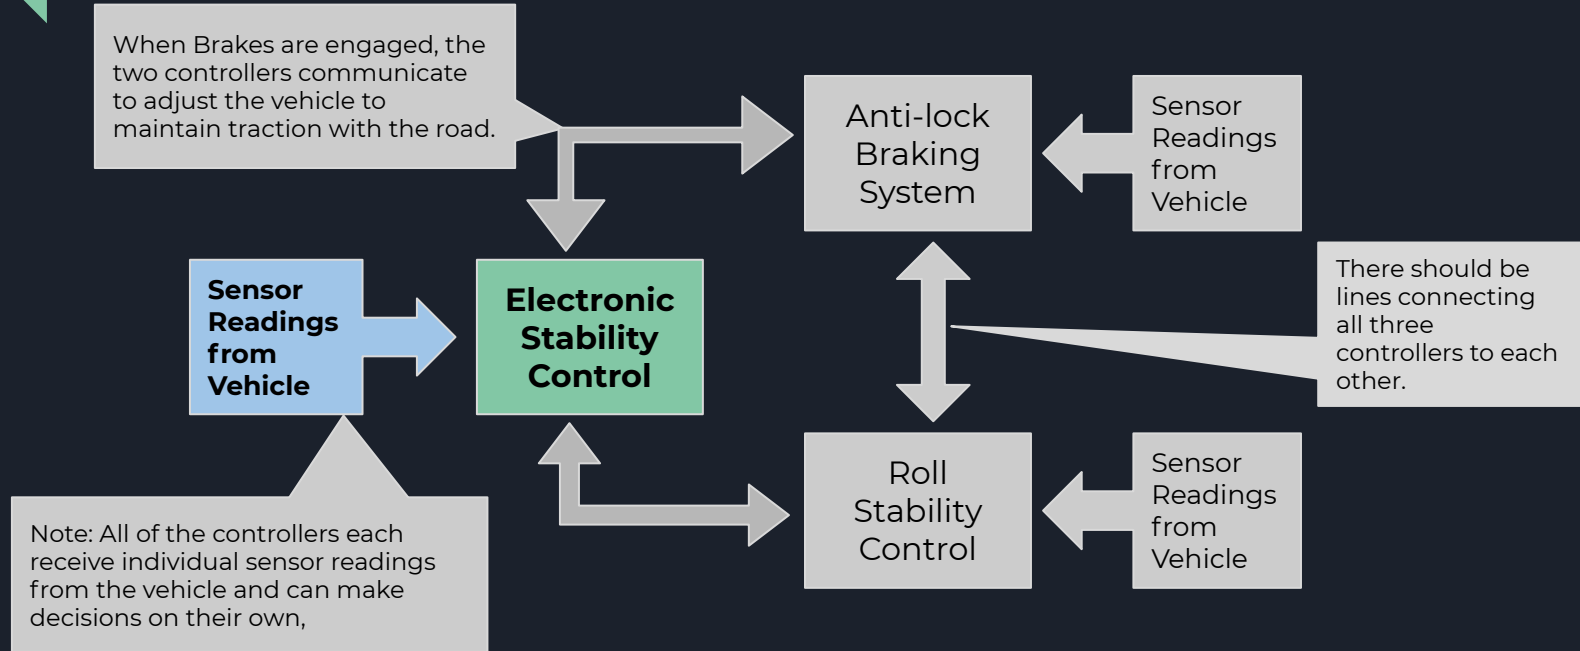 When Brakes are engaged, the
two controllers communicate
to adjust the vehicle to
maintain traction with the road.
Anti-lock
Braking
System
Sensor
Readings
from
Vehicle
Sensor
Readings
from
Vehicle
Electronic
Stability
Control
There should be
lines connecting
all three
controllers to each
other.
Note: All of the controllers each
receive individual sensor readings
from the vehicle and can make
decisions on their own,
Roll
Stability
Control
Sensor
Readings
from
Vehicle